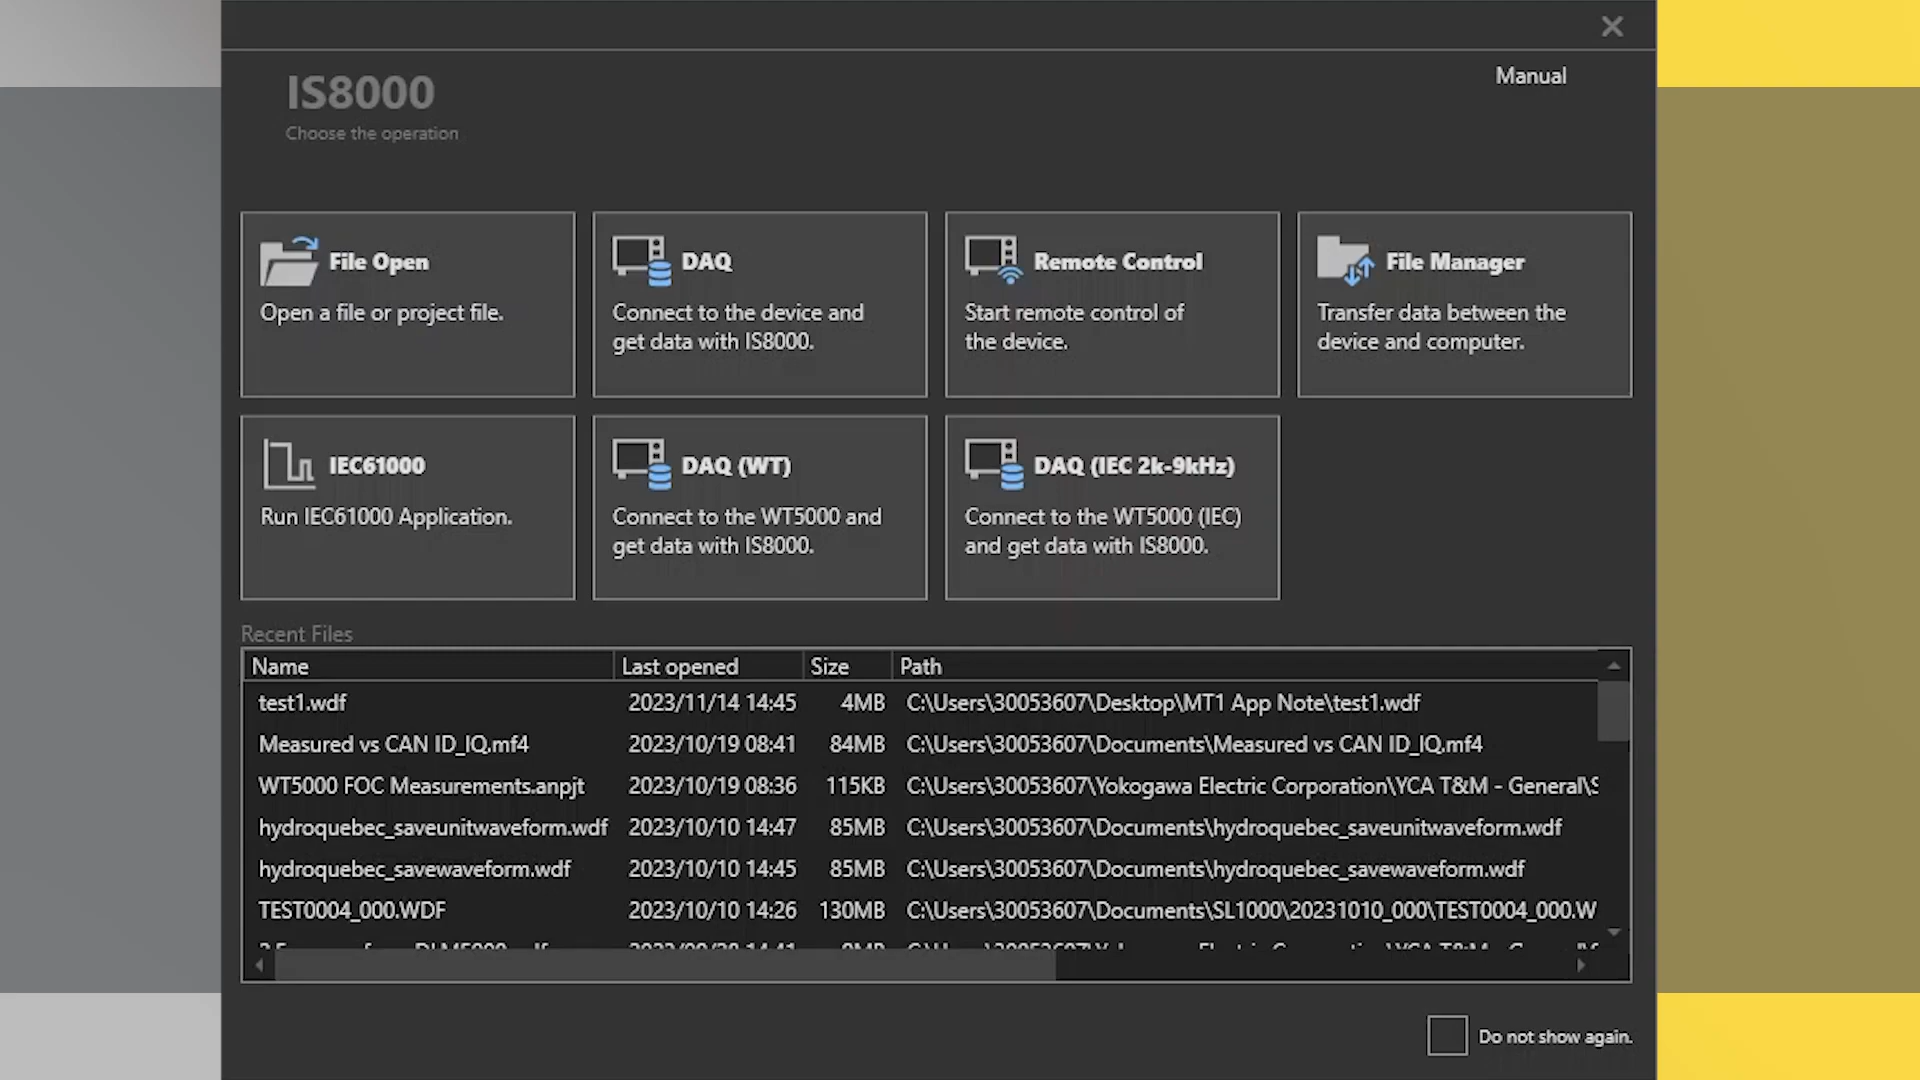 IS8000
Manual
Choose the operation
File Open
Open a file or project file.
DAQ
Connect to the device and
get data with IS8000.
Remote Control
Start remote control of
the device.
File Manager
Transfer data between the
device and computer.
IEC61000
Run IEC61000 Application.
DAQ (WT)
Connect to the WT5000 and
get data with IS8000.
DAQ (IEC 2k-9kHz)
Connect to the WT5000 (IEC)
and get data with IS8000.
Recent Files
Name Last opened Size Path
test1.wdf 2023/11/14 14:45 4MB C:\Users\30053607\Desktop\MT1 App Note\test1.wdf
Measured vs CAN ID_IQ.mf4 2023/10/19 08:41 84MB C:\Users\30053607\Documents\Measured vs CAN ID_IQ.mf4
WT5000 FOC Measurements.anpjt 2023/10/19 08:36 115KB C:\Users\30053607\Yokogawa Electric Corporation\YCA T&M - General\S
hydroquebec_saveunitwaveform.wdf 2023/10/10 14:47 85MB C:\Users\30053607\Documents\hydroquebec_saveunitwaveform.wdf
hydroquebec_savewaveform.wdf 2023/10/10 14:45 85MB C:\Users\30053607\Documents\hydroquebec_savewaveform.wdf
TEST0004_000.WDF 2023/10/10 14:26 130MB C:\Users\30053607\Documents\SL1000\20231010_000\TEST0004_000.W
Do not show again.